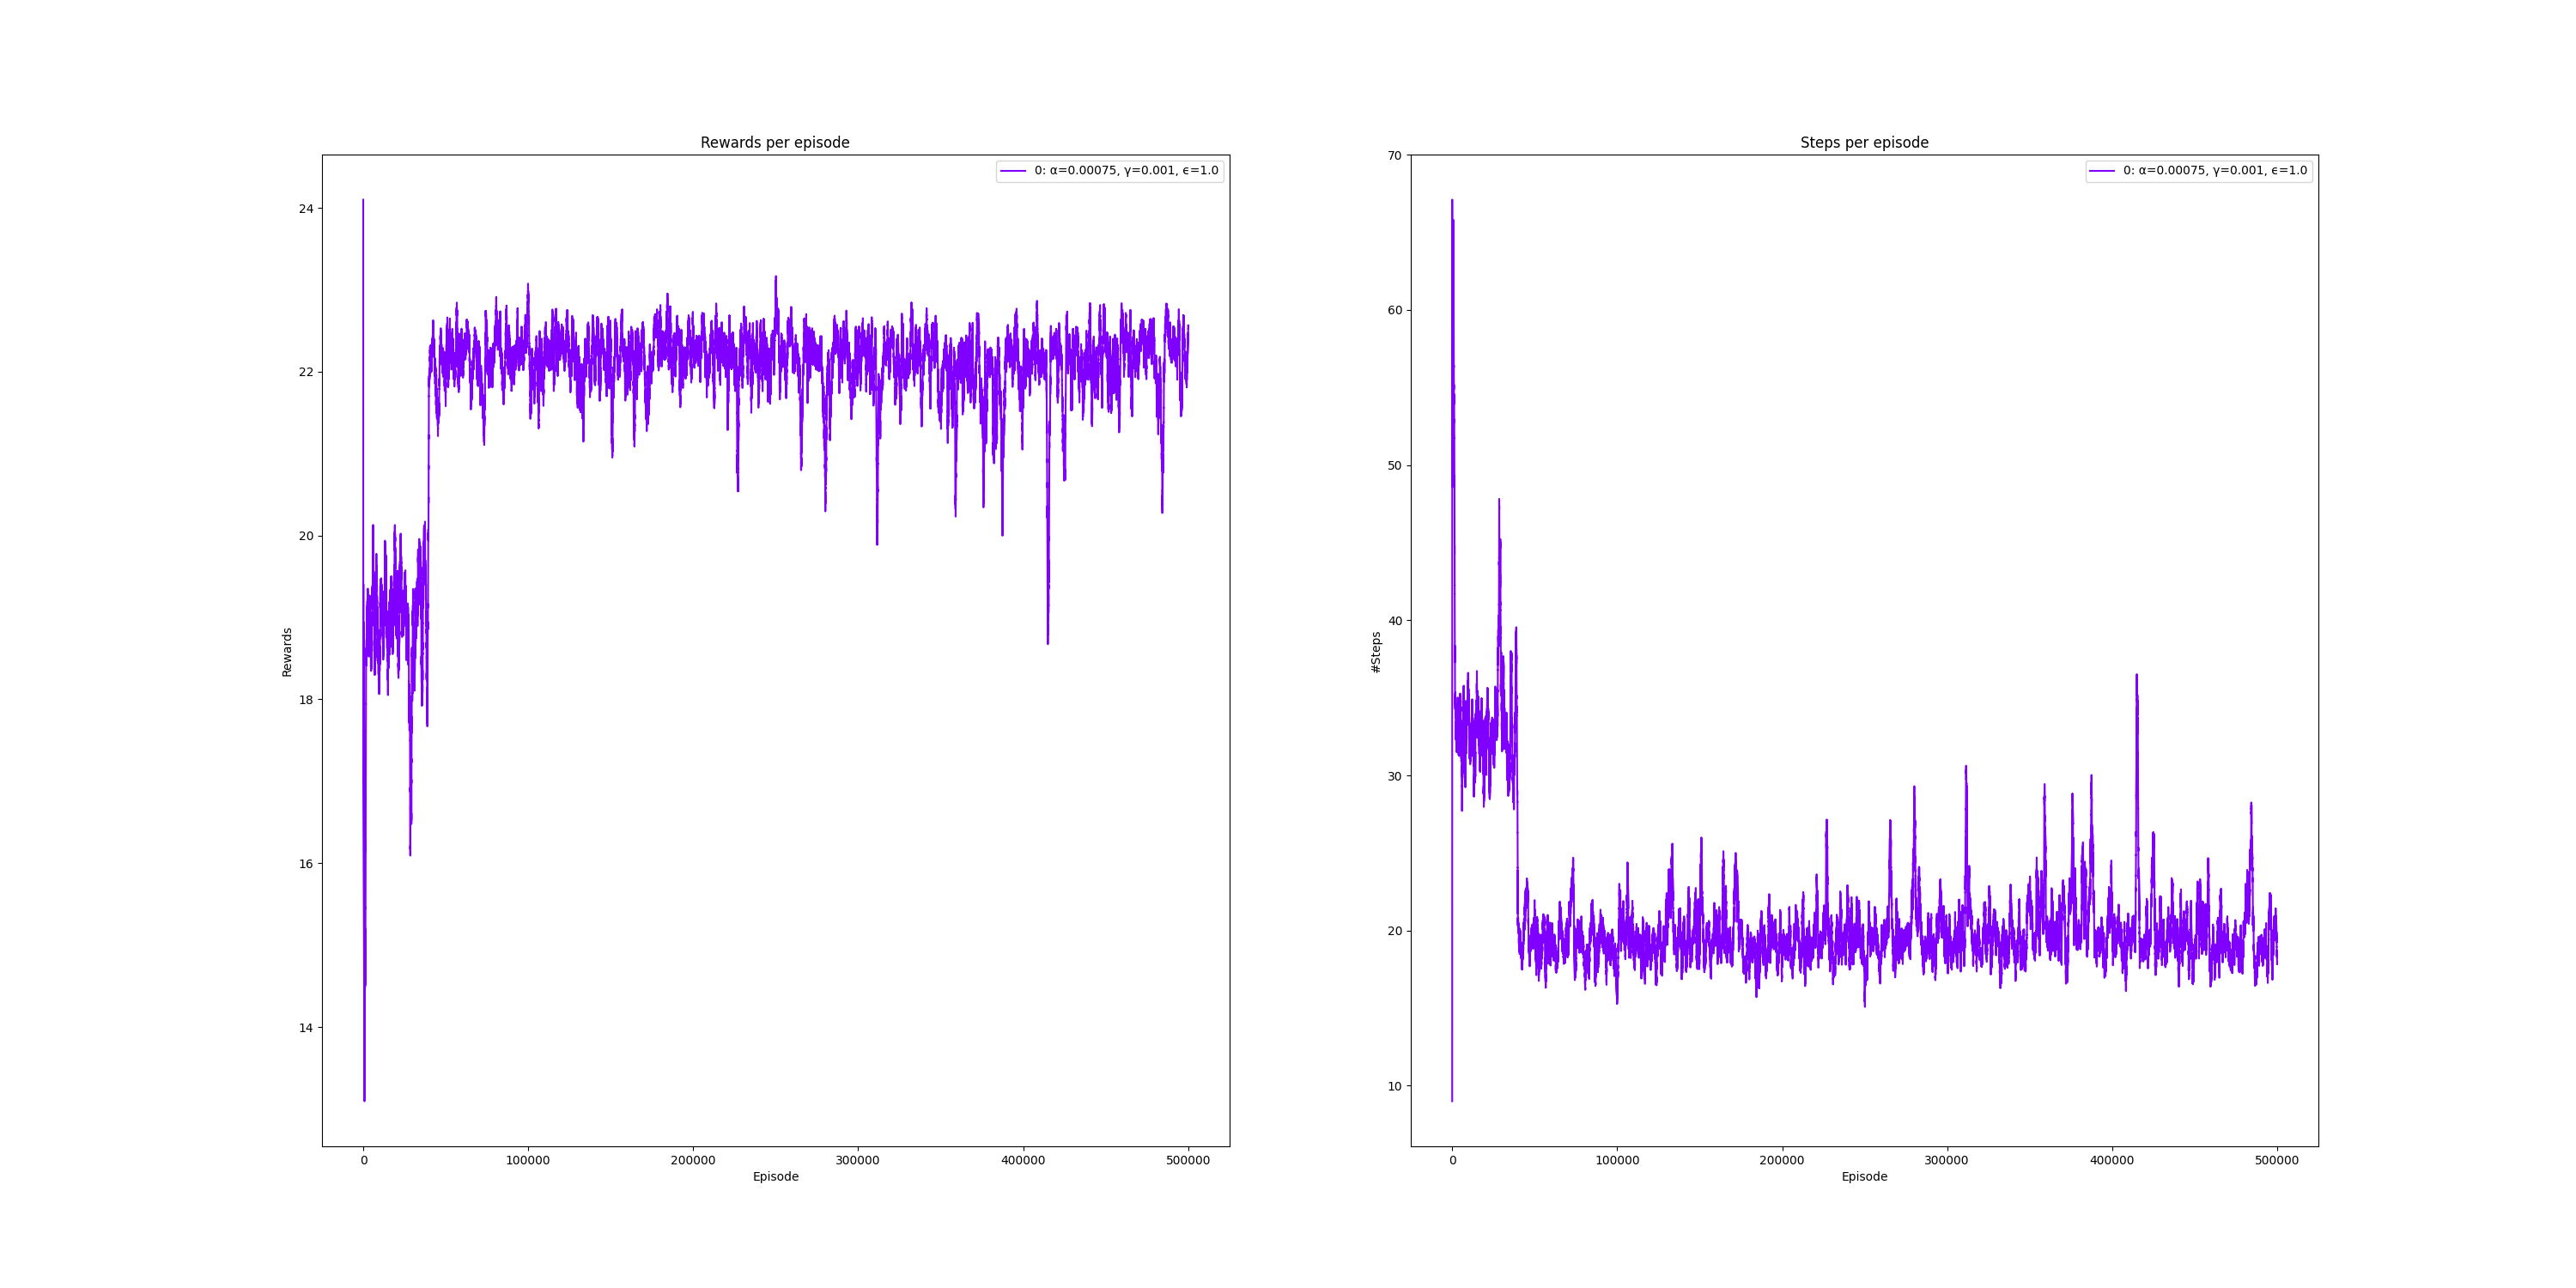 Rewards per episode
0: α=0.00075, γ=0.001, ϵ=1.0
24
22
20
18
16
14
Rewards
0 100000 200000 300000 400000 500000
Episode
Steps per episode
0: α=0.00075, γ=0.001, ϵ=1.0
70
60
50
40
30
20
10
#Steps
0 100000 200000 300000 400000 500000
Episode